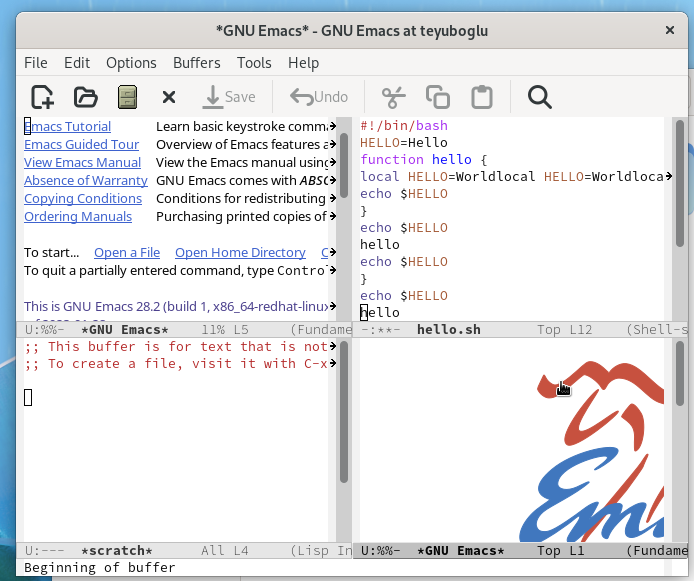 *GNU Emacs* - GNU Emacs at teyuboglu
File Edit Options Buffers Tools Help
Save Undo
Emacs Tutorial Learn basic keystroke comm
Emacs Guided Tour Overview of Emacs features a
View Emacs Manual View the Emacs manual using
Absence of Warranty GNU Emacs comes with ABSO
Copying Conditions Conditions for redistributing
Ordering Manuals Purchasing printed copies of
To start... Open a File Open Home Directory C
To quit a partially entered command, type Contro
This is GNU Emacs 28.2 (build 1, x86_64-redhat-linux
U:%%- *GNU Emacs* 11% L5 (Fundame
#!/bin/bash
HELLO=Hello
function hello {
local HELLO=Worldlocal HELLO=Worldloca
echo $HELLO
}
echo $HELLO
hello
echo $HELLO
}
echo $HELLO
hello
-:**- hello.sh Top L12 (Shell-s
;; This buffer is for text that is not
;; To create a file, visit it with C-x
U:--- *scratch* All L4 (Lisp In
Em
U:%%- *GNU Emacs* Top L1 (Fundame
Beginning of buffer